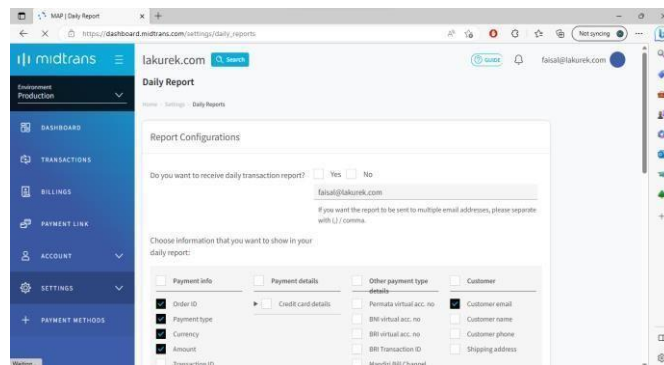 MAP | Daily Report
https://dashboard.midtrans.com/settings/daily_reports
Not syncing
midtrans
lakurek.com Search
GUIDE
faisal@lakurek.com
Environment
Production
Daily Report
Home Settings Daily Reports
DASHBOARD
TRANSACTIONS
BILLINGS
PAYMENT LINK
ACCOUNT
SETTINGS
PAYMENT METHODS
Report Configurations
Do you want to receive daily transaction report? Yes No
faisal@lakurek.com
If you want the report to be sent to multiple email addresses, please separate
with (,) / comma.
Choose information that you want to show in your
daily report:
Payment info Payment details Other payment type details Customer
Order ID Credit card details Permata virtual acc. no Customer email
Payment type BNI virtual acc. no Customer name
Currency BRI virtual acc. no Customer phone
Amount BRI Transaction ID Shipping address
Transaction ID Mandiri Bill Channel